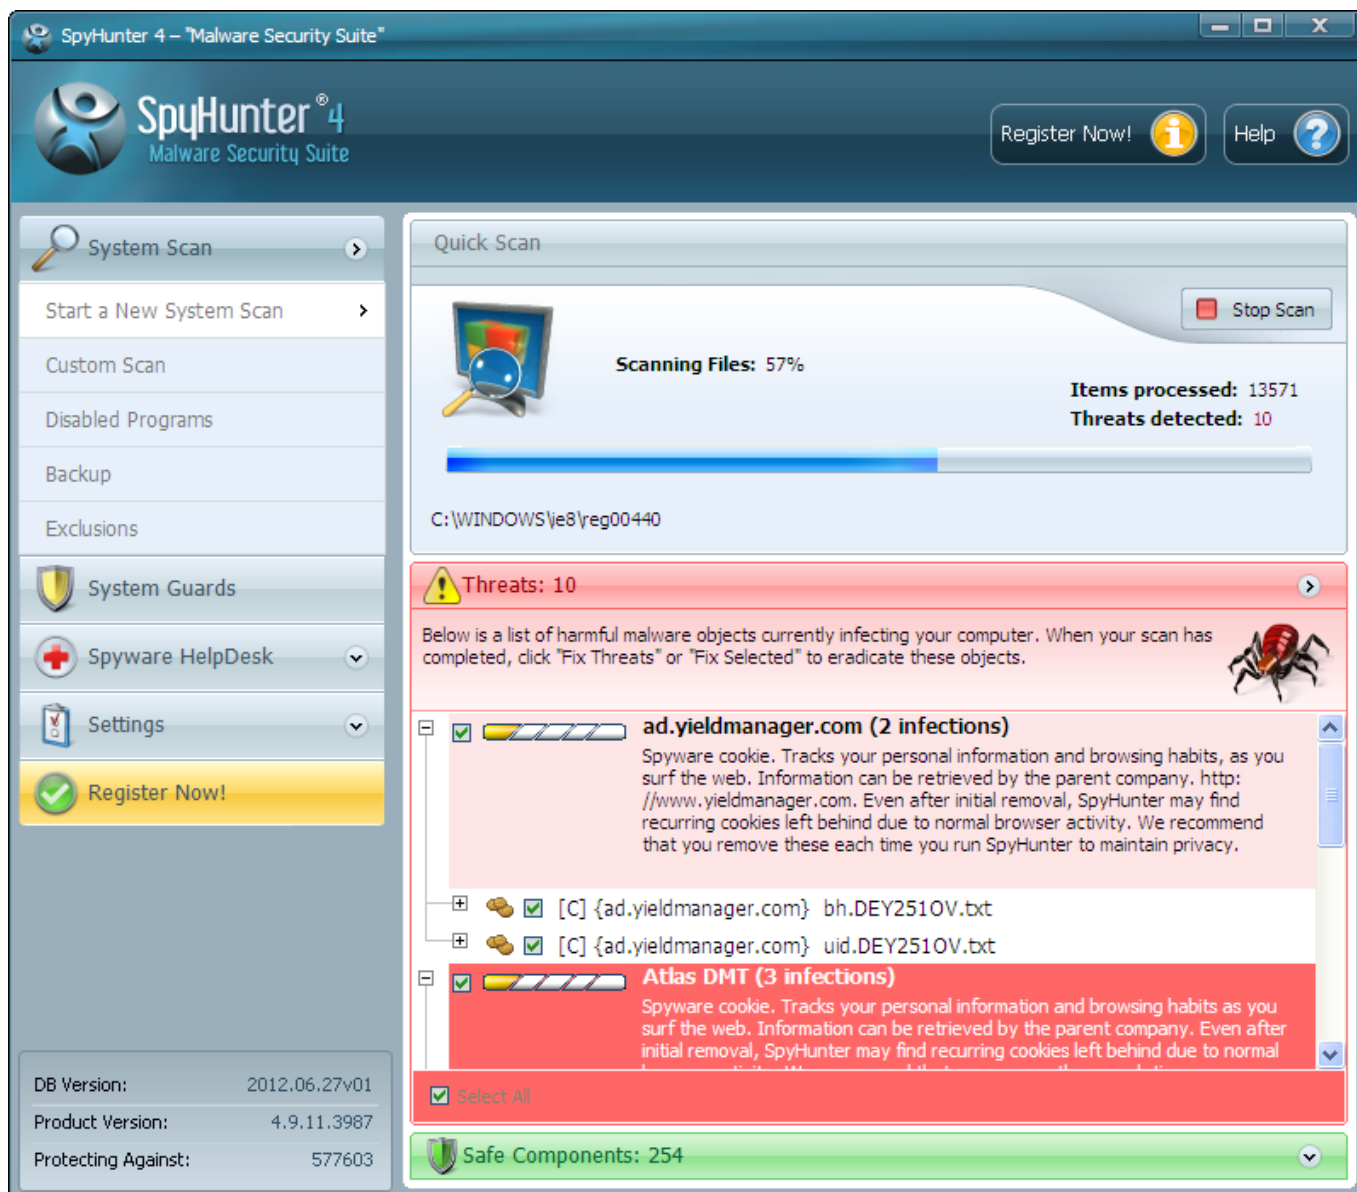 SpyHunter 4 – "Malware Security Suite"
SpyHunter ®4
Malware Security Suite
Register Now!
Help
System Scan
Start a New System Scan
Custom Scan
Disabled Programs
Backup
Exclusions
System Guards
Spyware HelpDesk
Settings
Register Now!
DB Version: 2012.06.27v01
Product Version: 4.9.11.3987
Protecting Against: 577603
Quick Scan
Stop Scan
Scanning Files: 57%
Items processed: 13571
Threats detected: 10
C:\WINDOWS\ie8\reg00440
Threats: 10
Below is a list of harmful malware objects currently infecting your computer. When your scan has
completed, click "Fix Threats" or "Fix Selected" to eradicate these objects.
ad.yieldmanager.com (2 infections)
Spyware cookie. Tracks your personal information and browsing habits, as you
surf the web. Information can be retrieved by the parent company. http:
//www.yieldmanager.com. Even after initial removal, SpyHunter may find
recurring cookies left behind due to normal browser activity. We recommend
that you remove these each time you run SpyHunter to maintain privacy.
[C] {ad.yieldmanager.com} bh.DEY251OV.txt
[C] {ad.yieldmanager.com} uid.DEY251OV.txt
Atlas DMT (3 infections)
Spyware cookie. Tracks your personal information and browsing habits as you
surf the web. Information can be retrieved by the parent company. Even after
initial removal, SpyHunter may find recurring cookies left behind due to normal
Select All
Safe Components: 254